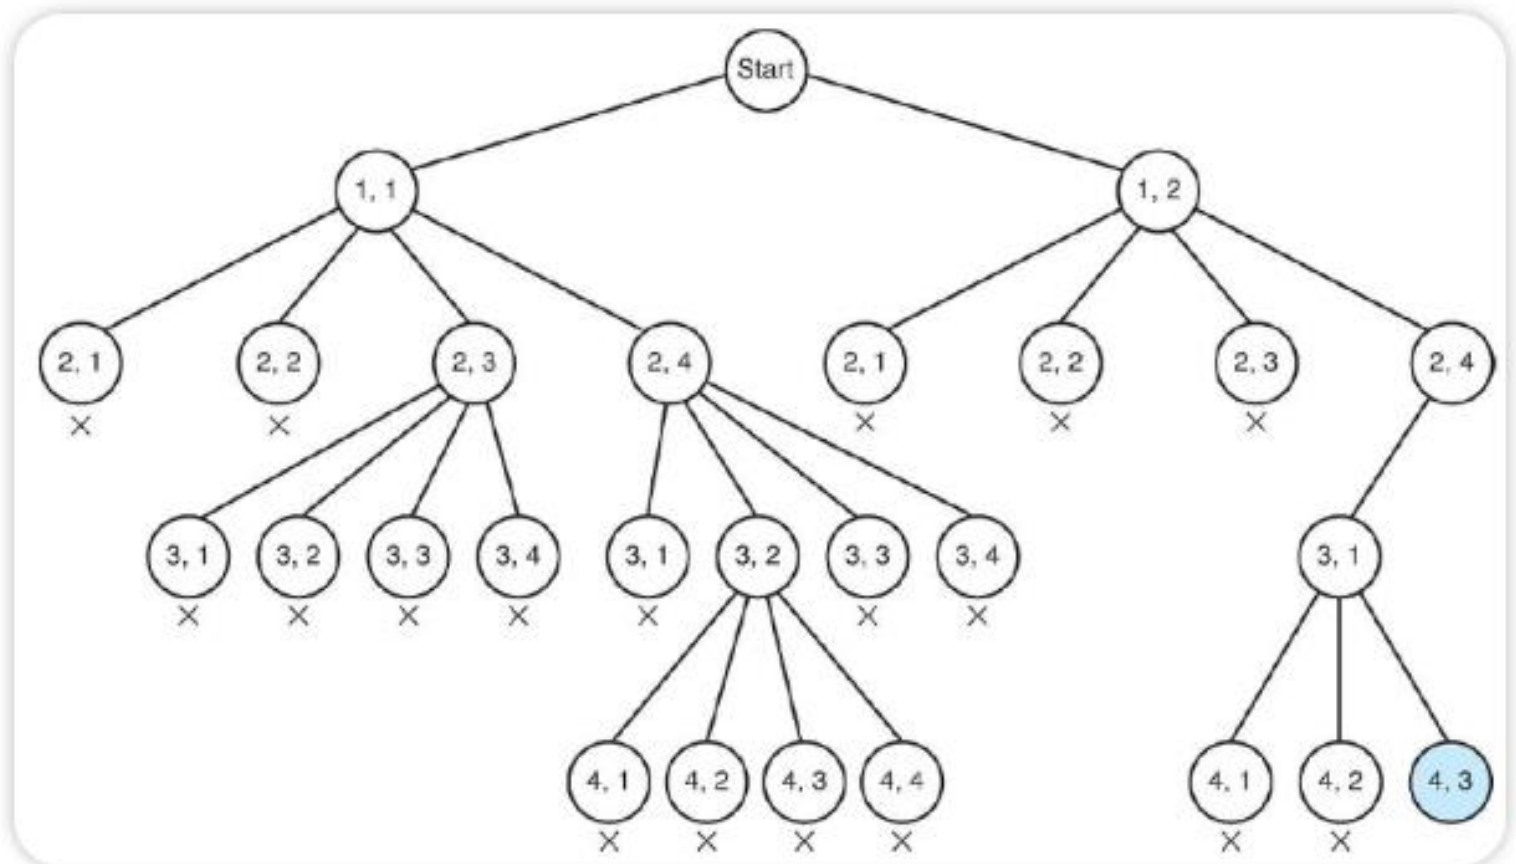 Start
1, 1 1, 2
2, 1 2, 2 2, 3 2, 4 2, 1 2, 2 2, 3 2, 4
× × × × ×
3, 1 3, 2 3, 3 3, 4 3, 1 3, 2 3, 3 3, 4 3, 1
× × × × × × ×
4, 1 4, 2 4, 3 4, 4 4, 1 4, 2 4, 3
× × × × × ×